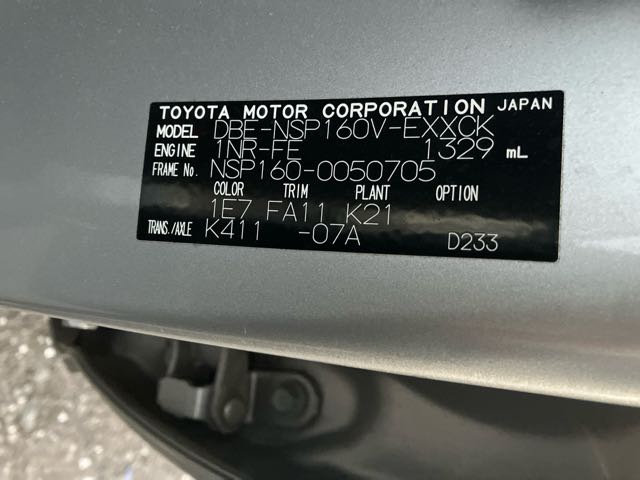 TOYOTA MOTOR CORPORATION JAPAN
MODEL DBE-NSP160V-EXXCK
ENGINE 1NR-FE 1329 mL
FRAME No. NSP160-0050705
COLOR TRIM PLANT OPTION
1E7 FA11 K21
TRANS./AXLE K411 -07A D233